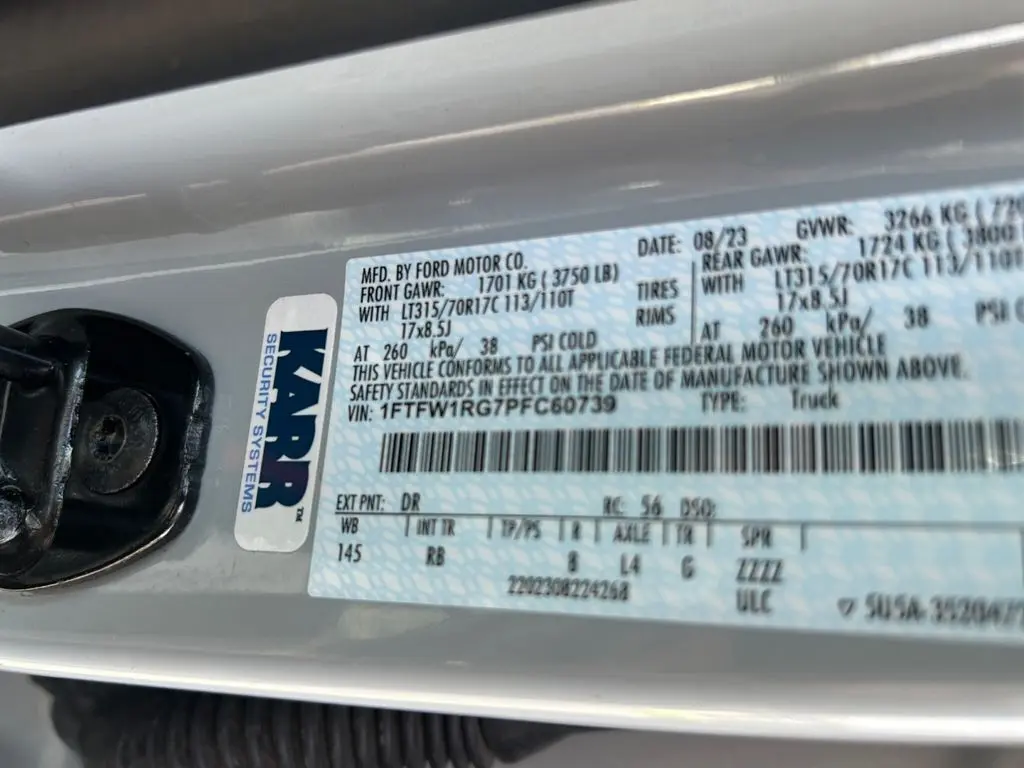 KARR™
SECURITY SYSTEMS
MFD. BY FORD MOTOR CO.
DATE: 08/23
GVWR: 3266 KG
FRONT GAWR: 1701 KG ( 3750 LB)
REAR GAWR: 1724 KG ( 3800
WITH LT315/70R17C 113/110T TIRES
WITH LT315/70R17C 113/110T
17x8.5J RIMS
17x8.5J
AT 260 kPa/ 38 PSI COLD
AT 260 kPa/ 38 PSI
THIS VEHICLE CONFORMS TO ALL APPLICABLE FEDERAL MOTOR VEHICLE
SAFETY STANDARDS IN EFFECT ON THE DATE OF MANUFACTURE SHOWN ABOVE.
VIN: 1FTFW1RG7PFC60739 TYPE: Truck
EXT PNT: DR RC: 56 DSO:
WB | INT TR | TP/PS | R | AXLE | TR | SPR |
145 RB B L4 G ZZZZ
2202308224268 ULC